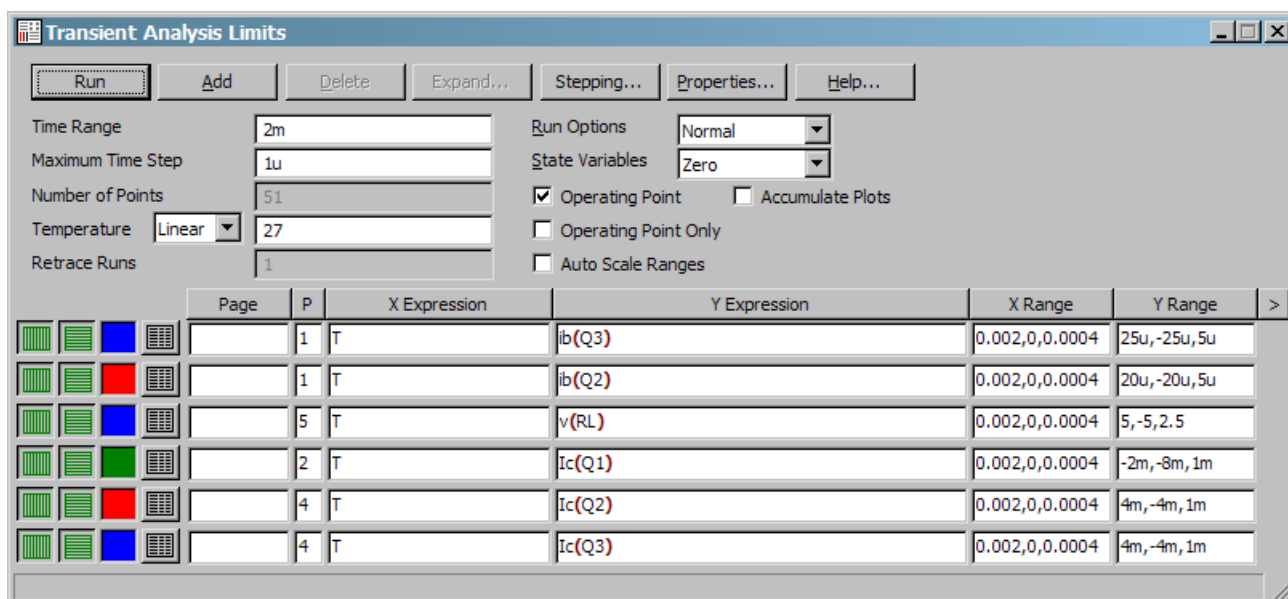 Transient Analysis Limits
Run Add Delete Expand... Stepping... Properties... Help...
Time Range 2m Run Options Normal
Maximum Time Step 1u State Variables Zero
Number of Points 51 Operating Point Accumulate Plots
Temperature Linear 27 Operating Point Only
Retrace Runs 1 Auto Scale Ranges
Page P X Expression Y Expression X Range Y Range >
1 T ib(Q3) 0.002,0,0.0004 25u,-25u,5u
1 T ib(Q2) 0.002,0,0.0004 20u,-20u,5u
5 T v(RL) 0.002,0,0.0004 5,-5,2.5
2 T Ic(Q1) 0.002,0,0.0004 -2m,-8m,1m
4 T Ic(Q2) 0.002,0,0.0004 4m,-4m,1m
4 T Ic(Q3) 0.002,0,0.0004 4m,-4m,1m